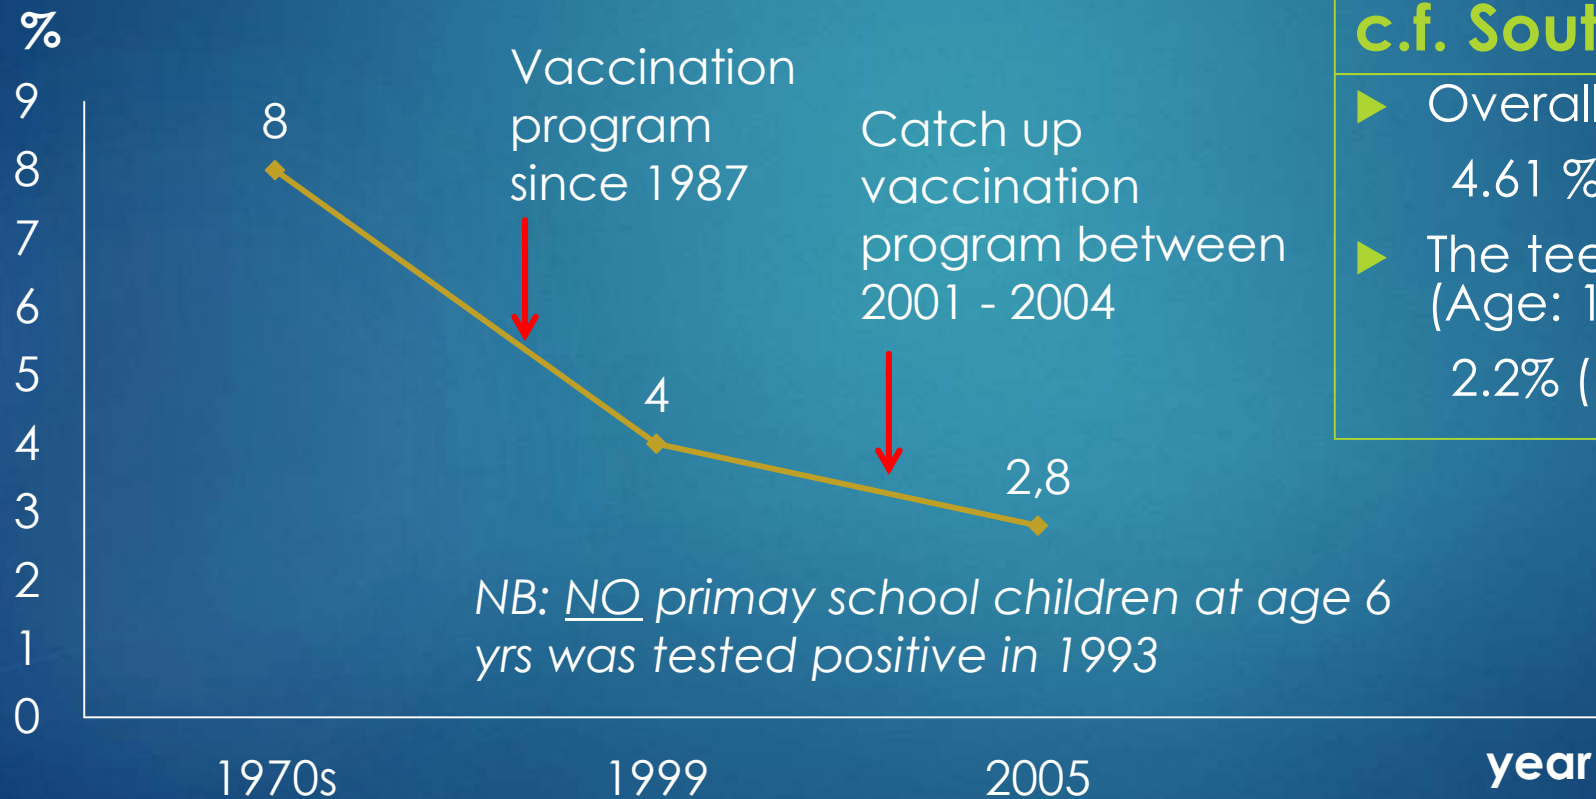 %
9
8
7
6
5
4
3
2
1
0
8
Vaccination
program
since 1987
4
Catch up
vaccination
program between
2001 - 2004
2,8
NB: NO primay school children at age 6
yrs was tested positive in 1993
1970s
1999
2005
year
c.f.
Overall
4.61 %
The
(Age:
2.2% (